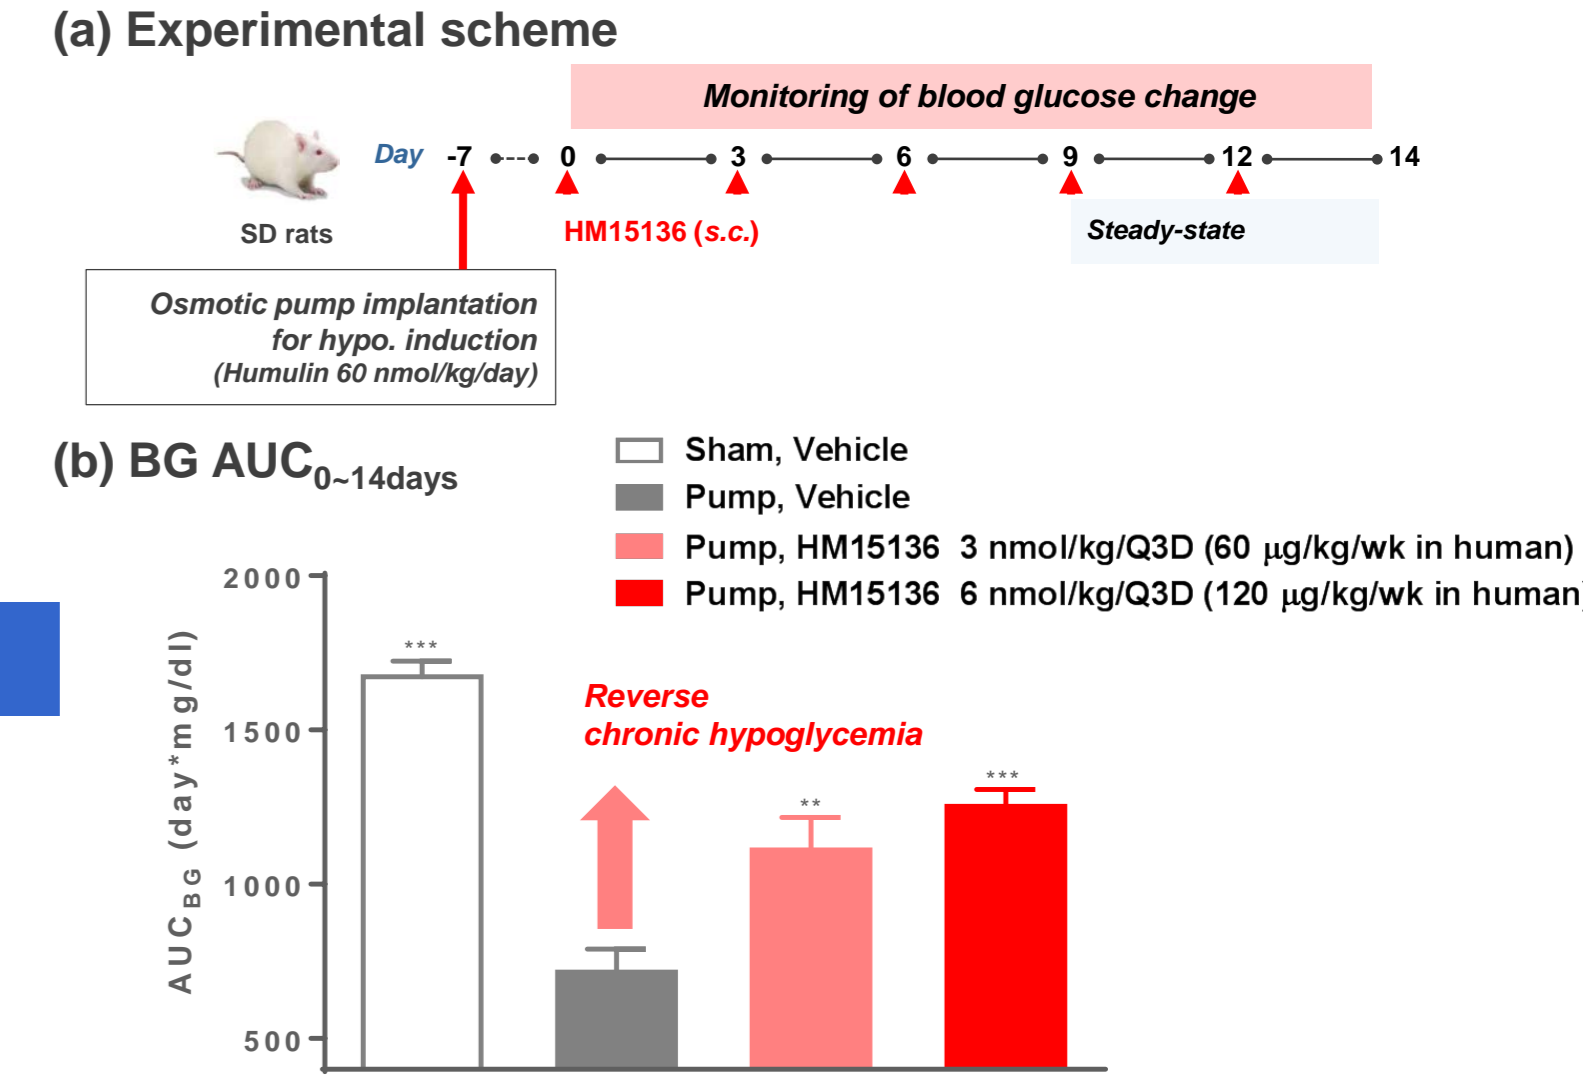 (a) Experimental scheme
Monitoring of blood glucose change
Day -7 0 3 6 9 12 14
SD rats
HM15136 (s.c.)
Steady-state
Osmotic pump implantation
for hypo. induction
(Humulin 60 nmol/kg/day)
(b) BG AUC0~14days
Sham, Vehicle
Pump, Vehicle
Pump, HM15136 3 nmol/kg/Q3D (60 μg/kg/wk in human)
Pump, HM15136 6 nmol/kg/Q3D (120 μg/kg/wk in human)
AUCBG (day*mg/dl)
2000
1500
1000
500
***
Reverse
chronic hypoglycemia
**
***